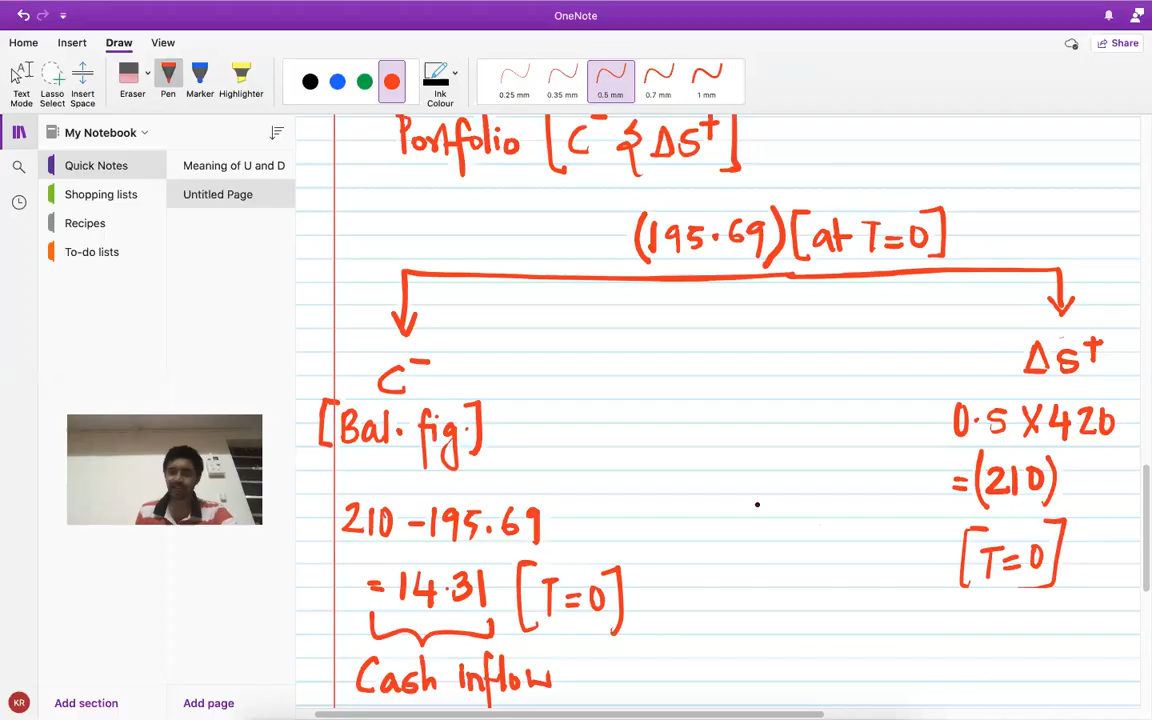 OneNote
Home Insert Draw View
Share
Text Mode
Lasso Select
Insert Space
Eraser
Pen
Marker
Highlighter
Ink Colour
0.25 mm
0.35 mm
0.5 mm
0.7 mm
1 mm
My Notebook
Quick Notes
Shopping lists
Recipes
To-do lists
Meaning of U and D
Untitled Page
Portfolio [C⁻ & ΔS⁺]
(195.69) [at T=0]
C⁻
[Bal. fig.]
210 - 195.69
= 14.31 [T=0]
Cash Inflow
ΔS⁺
0.5 X 420
= (210)
[T=0]
KR
Add section
Add page